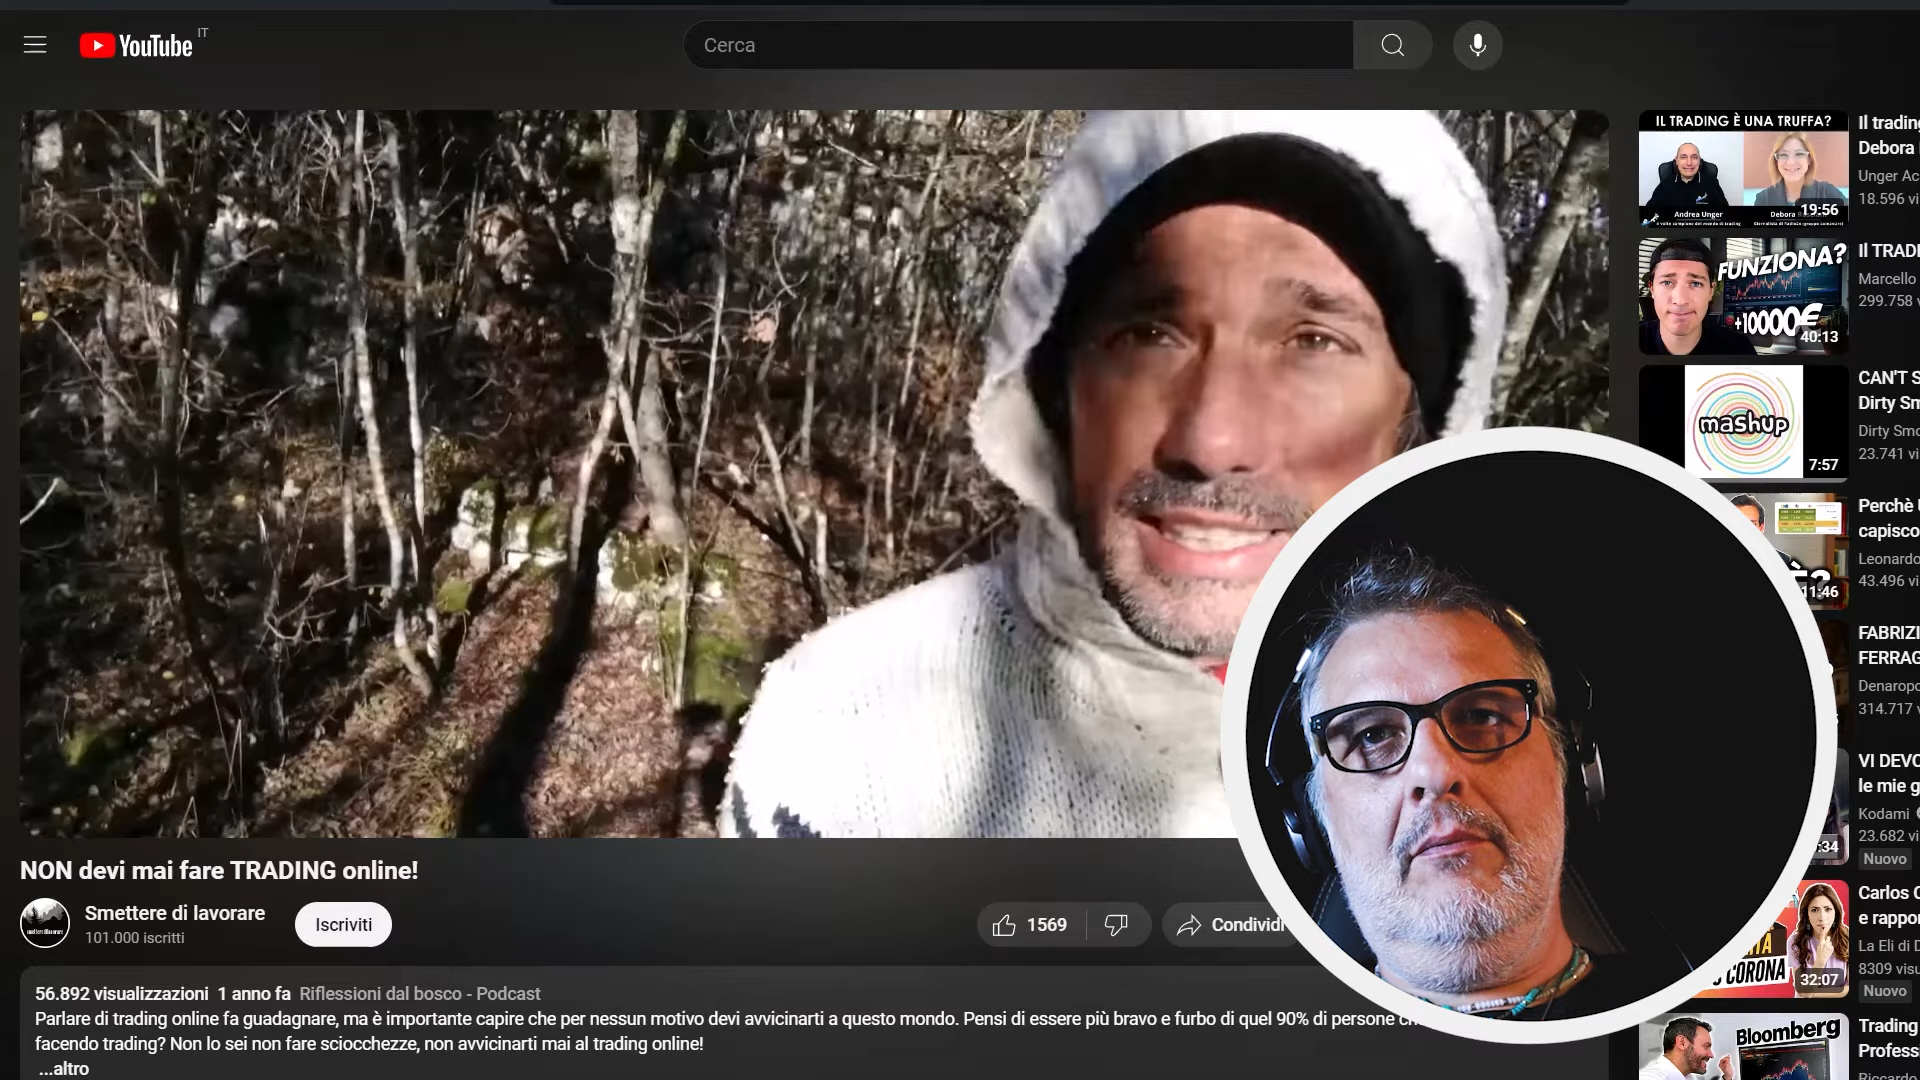 YouTube IT
Cerca
NON devi mai fare TRADING online!
Smettere di lavorare
101.000 iscritti
Iscriviti
1569
Condividi
56.892 visualizzazioni 1 anno fa Riflessioni dal bosco - Podcast
Parlare di trading online fa guadagnare, ma è importante capire che per nessun motivo devi avvicinarti a questo mondo. Pensi di essere più bravo e furbo di quel 90% di persone
facendo trading? Non lo sei non fare sciocchezze, non avvicinarti mai al trading online!
...altro
IL TRADING È UNA TRUFFA?
Andrea Unger
Debora
19:56
Il trading
Debora
Unger Ac
18.596 vi
FUNZIONA?
+10000€
40:13
Il TRADI
Marcello
299.758 v
mashup
7:57
CAN'T S
Dirty Sm
Dirty Smo
23.741 vi
11:46
Perchè U
capisco
Leonardo
43.496 vi
FABRIZI
FERRAG
Denaropo
314.717 v
:34
VI DEVO
le mie g
Kodami
23.682 vi
Nuovo
CORONA
32:07
Carlos C
e rappor
La Eli di D
8309 visu
Nuovo
Bloomberg
Trading
Professi
Riccardo